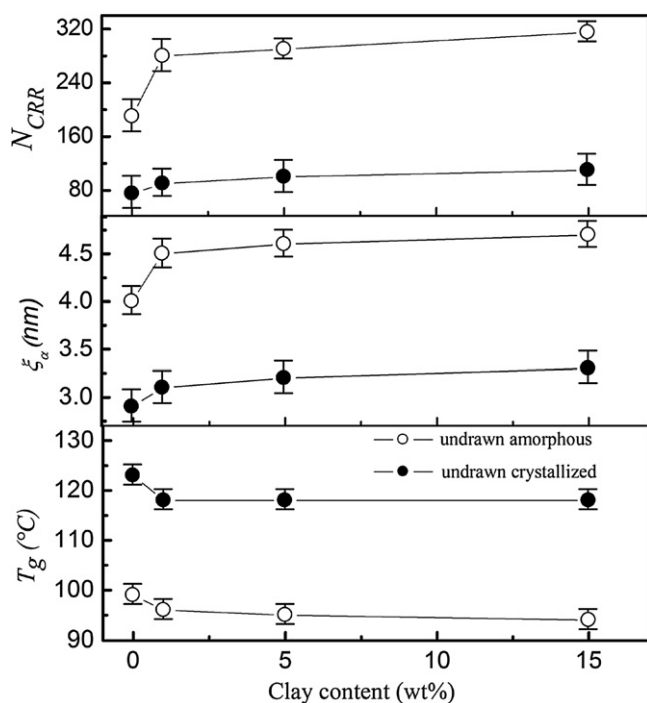 320
240
160
80
N_CRR
4.5
4.0
3.5
3.0
ξ_α (nm)
130
120
110
100
90
T_g (°C)
undrawn amorphous
undrawn crystallized
0 5 10 15
Clay content (wt%)